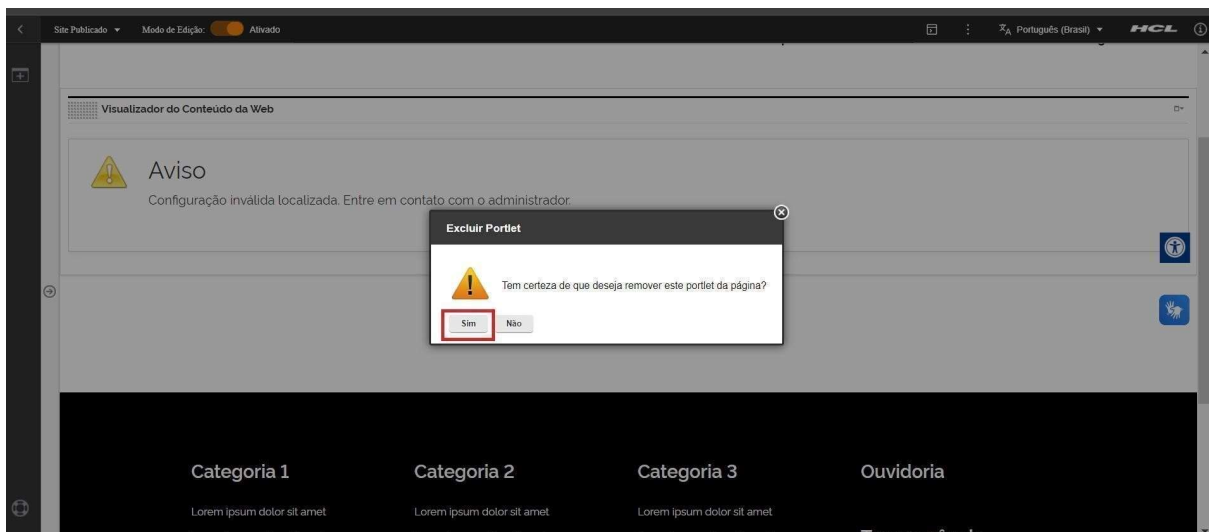 Site Publicado
Modo de Edição:
Ativado
Português (Brasil)
HCL
Visualizador do Conteúdo da Web
Aviso
Configuração inválida localizada. Entre em contato com o administrador.
Excluir Portlet
Tem certeza de que deseja remover este portlet da página?
Sim
Não
Categoria 1
Categoria 2
Categoria 3
Ouvidoria
Lorem ipsum dolor sit amet
Lorem ipsum dolor sit amet
Lorem ipsum dolor sit amet